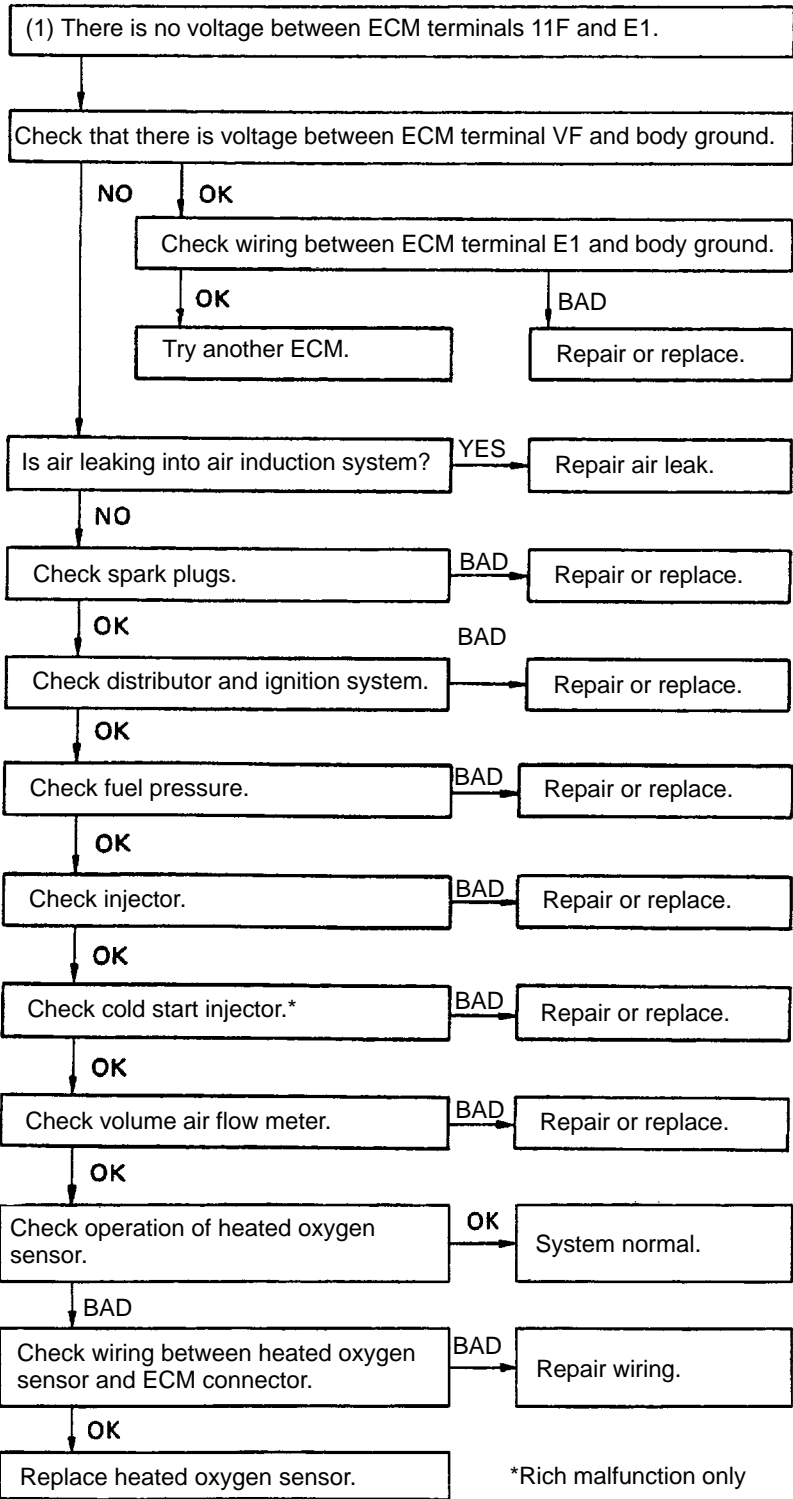 (1) There is no voltage between ECM terminals 11F and E1.
Check that there is voltage between ECM terminal VF and body ground.
NO
OK
Check wiring between ECM terminal E1 and body ground.
OK
BAD
Try another ECM.
Repair or replace.
Is air leaking into air induction system?
YES
Repair air leak.
NO
Check spark plugs.
BAD
Repair or replace.
OK
BAD
Check distributor and ignition system.
Repair or replace.
OK
Check fuel pressure.
BAD
Repair or replace.
OK
Check injector.
BAD
Repair or replace.
OK
Check cold start injector.*
BAD
Repair or replace.
OK
Check volume air flow meter.
BAD
Repair or replace.
OK
Check operation of heated oxygen
sensor.
OK
System normal.
BAD
Check wiring between heated oxygen
sensor and ECM connector.
BAD
Repair wiring.
OK
Replace heated oxygen sensor.
*Rich malfunction only